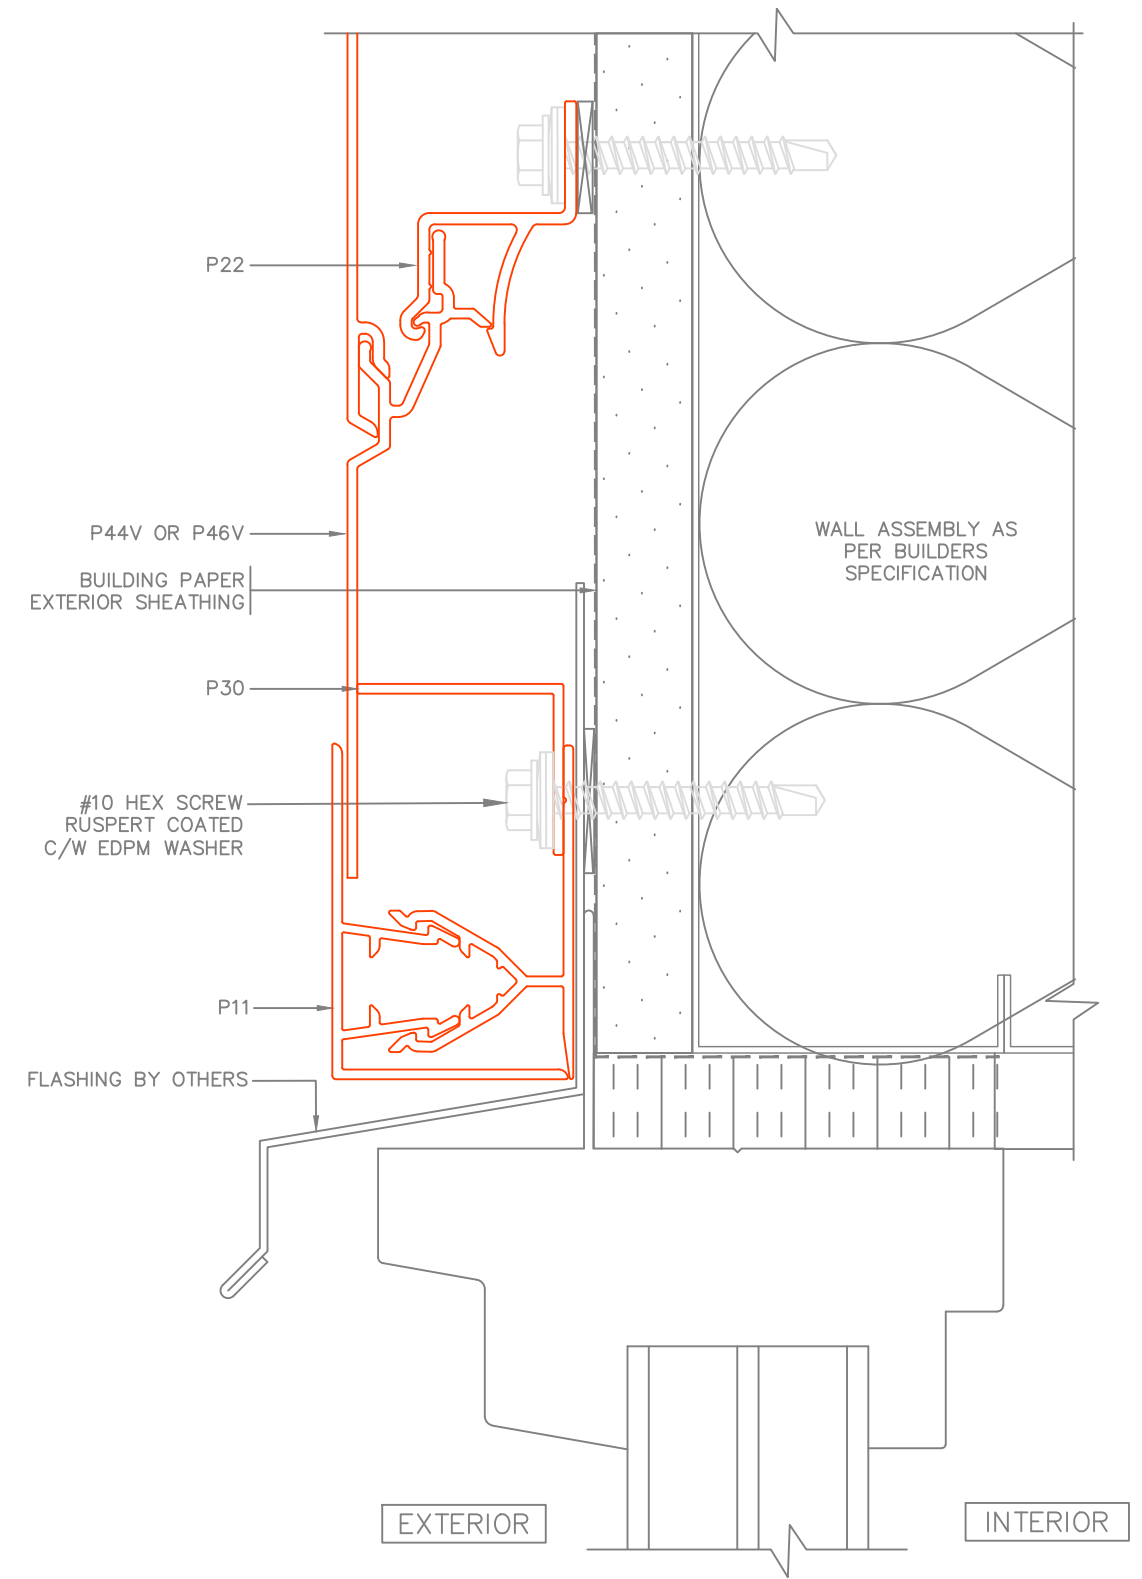 P22
P44V OR P46V
WALL ASSEMBLY AS
PER BUILDERS
SPECIFICATION
BUILDING PAPER
EXTERIOR SHEATHING
P30
#10 HEX SCREW
RUSPERT COATED
C/W EDPM WASHER
P11
FLASHING BY OTHERS
EXTERIOR
INTERIOR